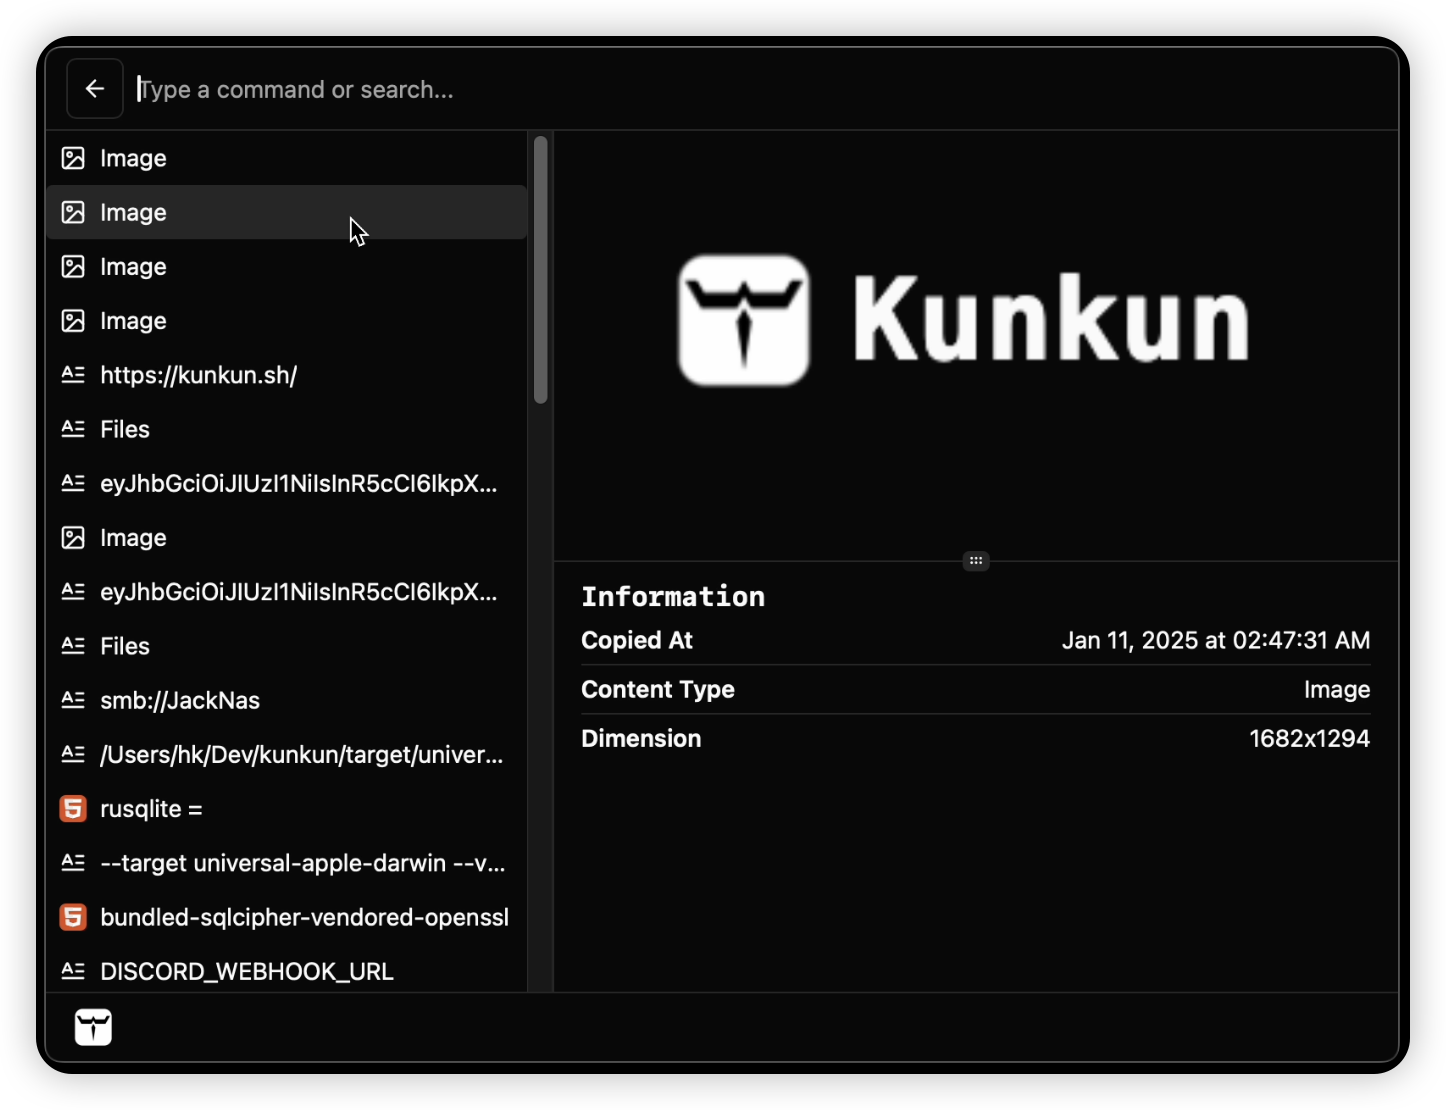 Type a command or search...
Image
Image
Image
Image
https://kunkun.sh/
Files
eyJhbGciOiJIUzI1NiIsInR5cCI6IkpX...
Image
eyJhbGciOiJIUzI1NiIsInR5cCI6IkpX...
Files
smb://JackNas
/Users/hk/Dev/kunkun/target/univer...
rusqlite =
--target universal-apple-darwin --v...
bundled-sqlcipher-vendored-openssl
DISCORD_WEBHOOK_URL
Kunkun
Information
Copied At Jan 11, 2025 at 02:47:31 AM
Content Type Image
Dimension 1682x1294